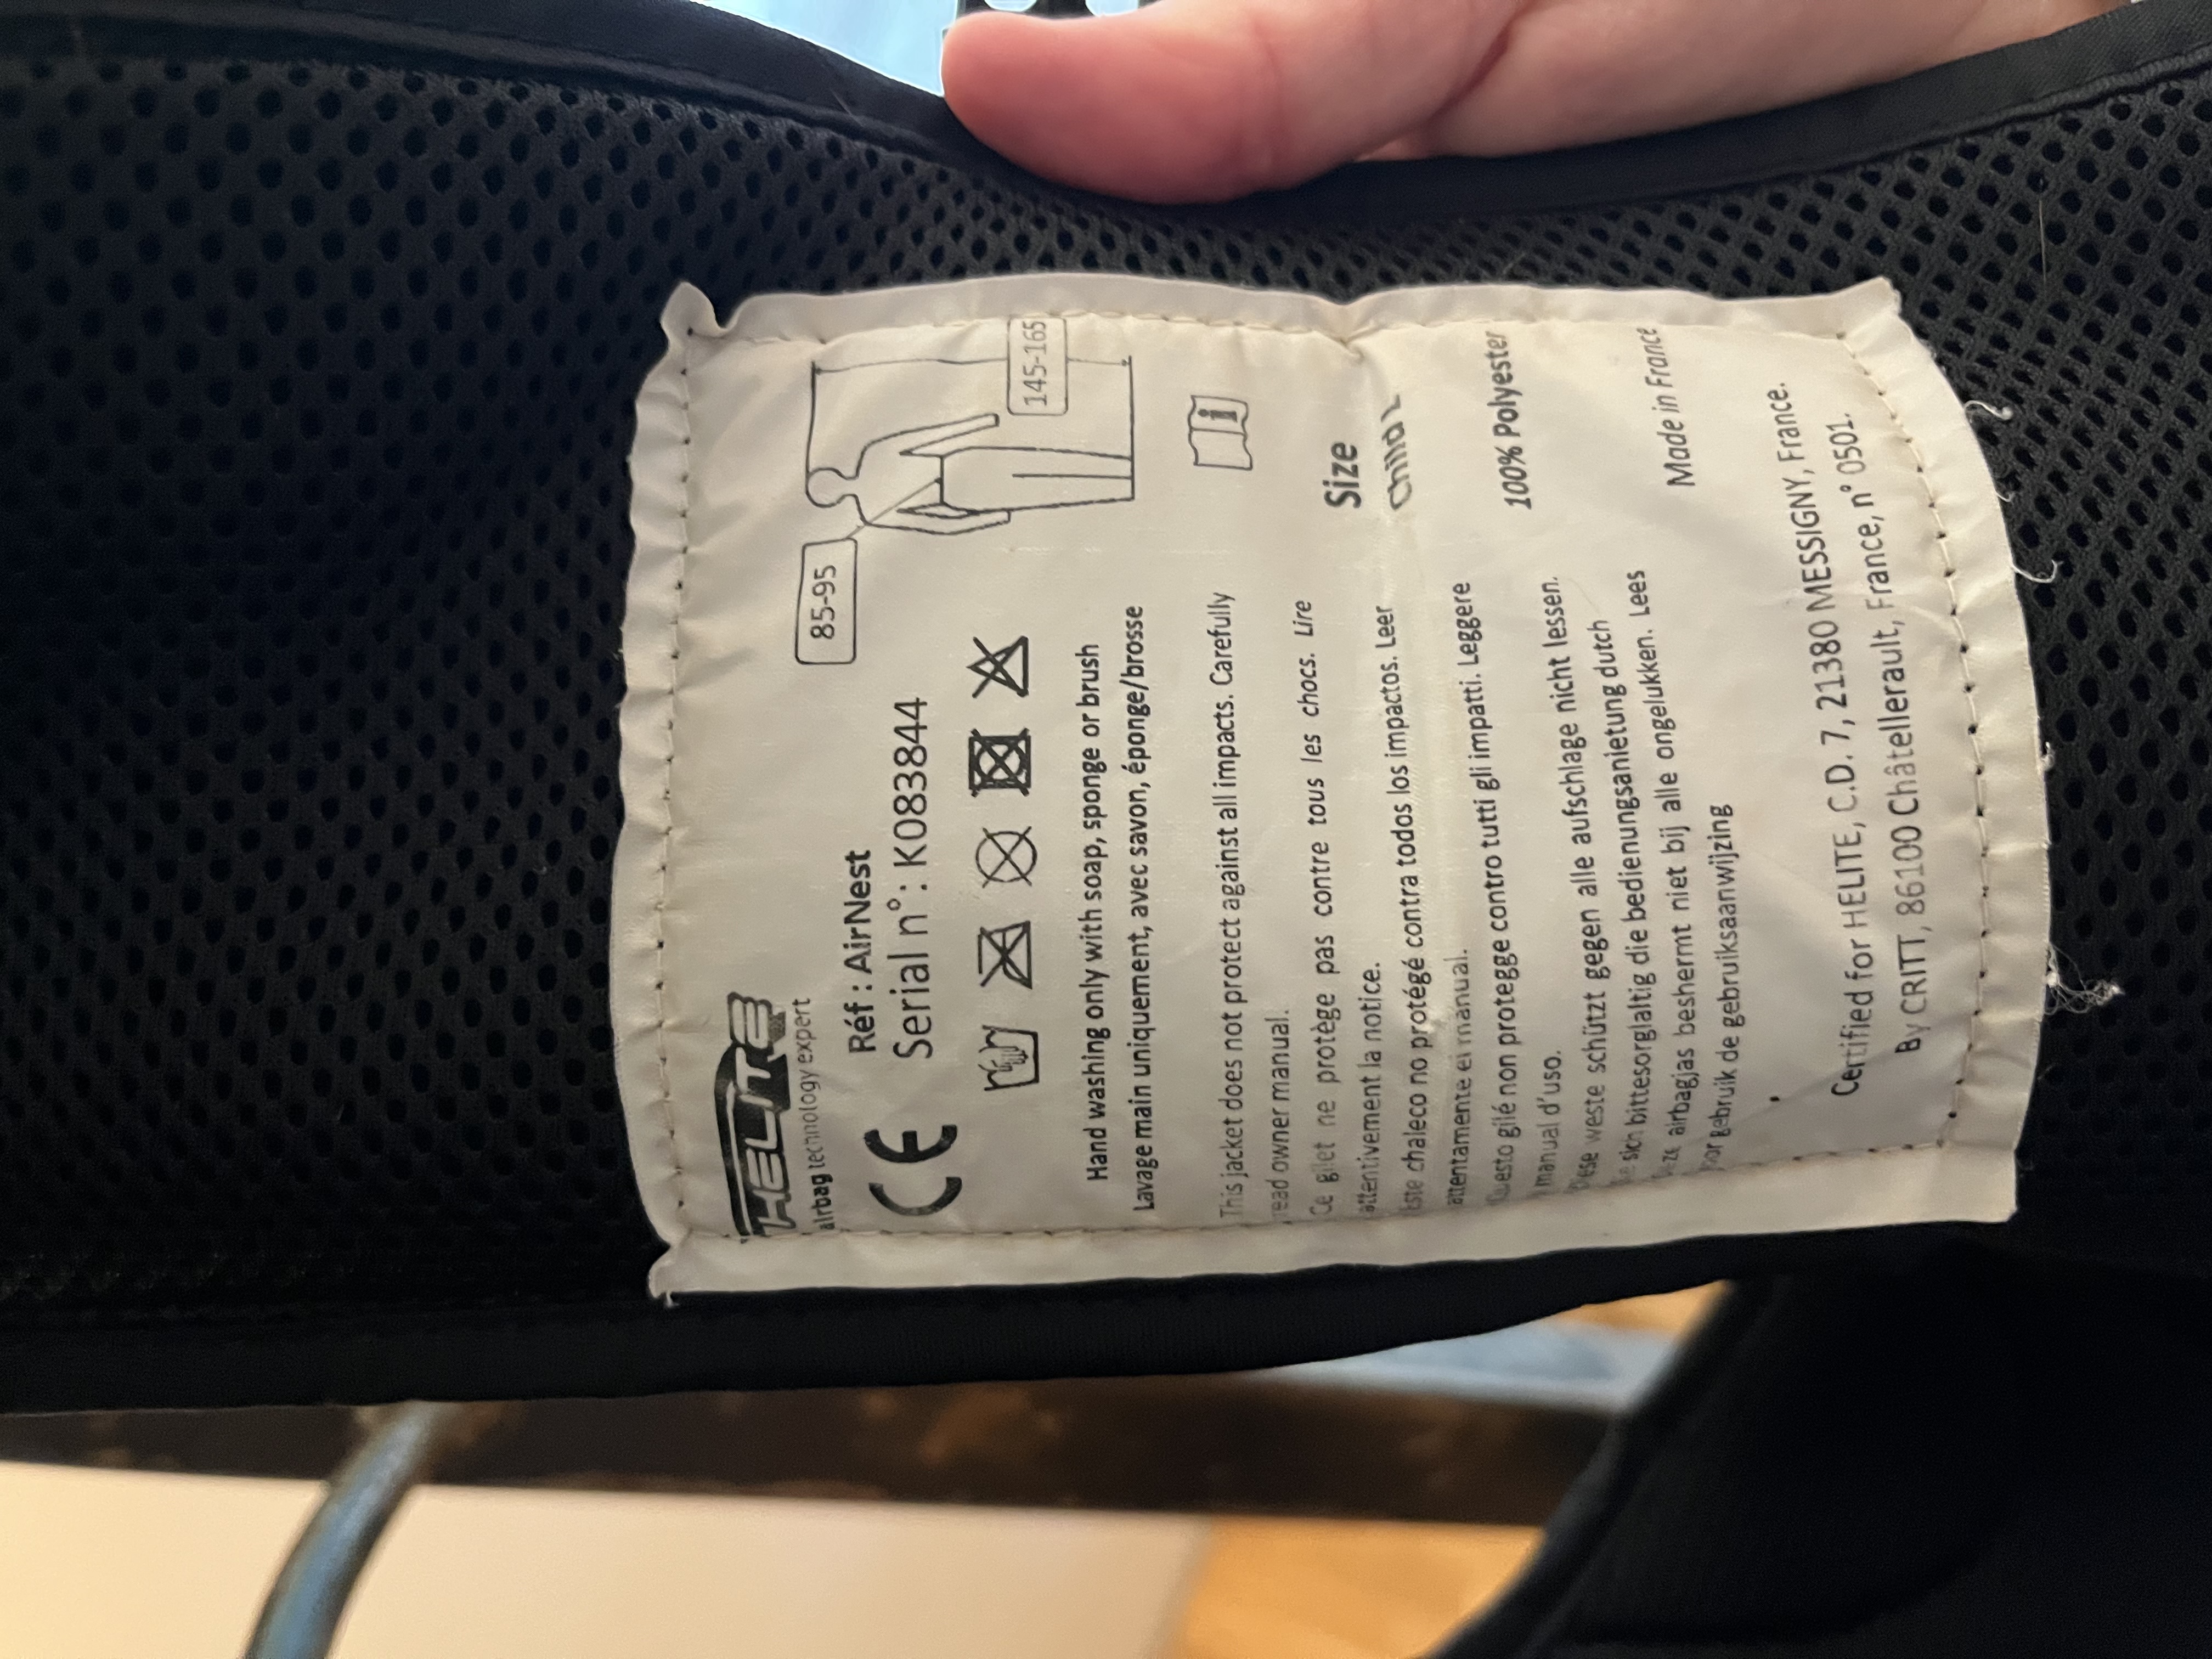 HELITE
airbag technology expert
85-95
145-165
CE
Réf : AirNest
Serial n° : K083844
Hand washing only with soap, sponge or brush
Lavage main uniquement, avec savon, éponge/brosse
i
This jacket does not protect against all impacts. Carefully
read owner manual.
Ce gilet ne protège pas contre tous les chocs. Lire
attentivement la notice.
Este chaleco no protégé contra todos los impactos. Leer
attentamente el manual.
Questo gilé non protegge contro tutti gli impatti. Leggere
manual d'uso.
Diese weste schützt gegen alle aufschlage nicht lessen.
sich bittesorglaltig die bedienungsanietung dutch
Deze airbagjas beshermt niet bij alle ongelukken. Lees
voor gebruik de gebruiksaanwijzing
Size
Child L
100% Polyester
Made in France
Certified for HELITE, C.D. 7, 21380 MESSIGNY, France.
By CRITT, 86100 Châtellerault, France, n° 0501.